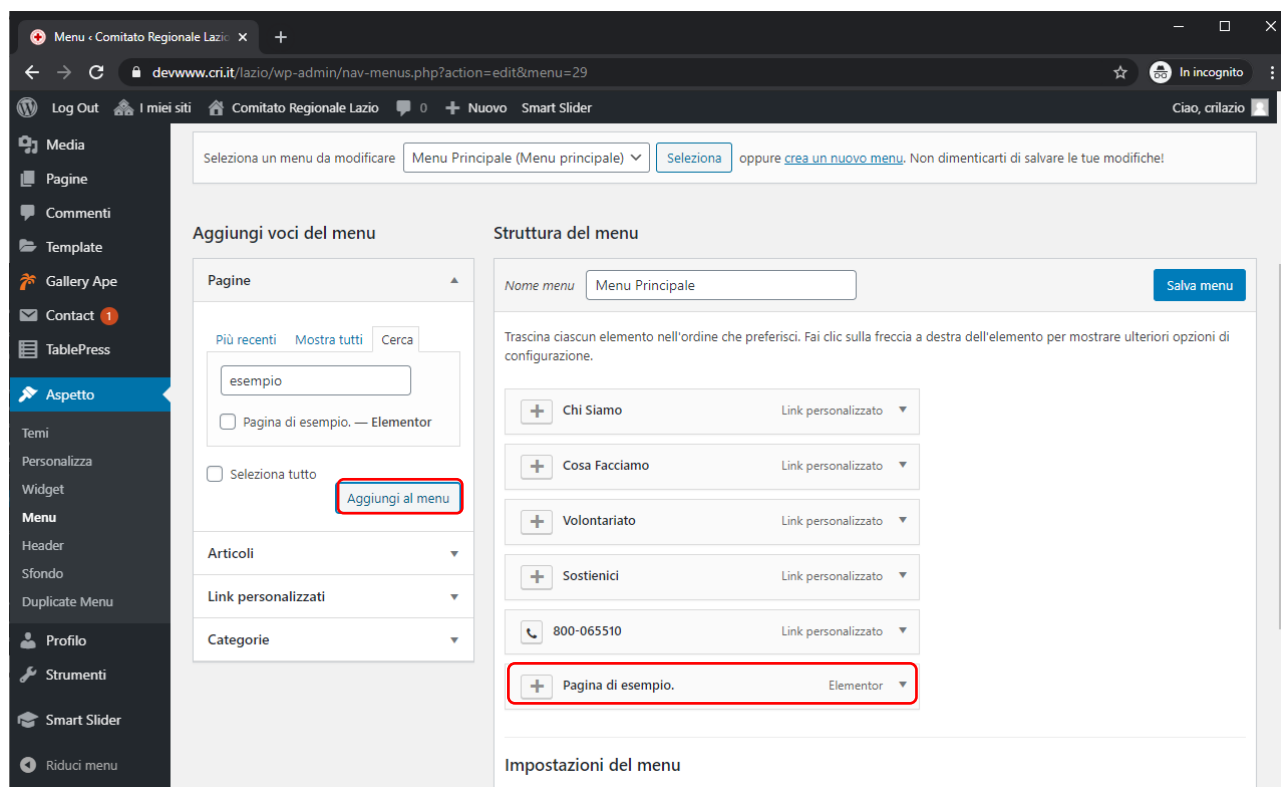 Menu ‹ Comitato Regionale Lazio
devwww.cri.it/lazio/wp-admin/nav-menus.php?action=edit&menu=29
In incognito
Log Out I miei siti Comitato Regionale Lazio 0 Nuovo Smart Slider Ciao, crilazio
Media
Pagine
Commenti
Template
Gallery Ape
Contact 1
TablePress
Aspetto
Temi
Personalizza
Widget
Menu
Header
Sfondo
Duplicate Menu
Profilo
Strumenti
Smart Slider
Riduci menu
Seleziona un menu da modificare Menu Principale (Menu principale) Seleziona oppure crea un nuovo menu. Non dimenticarti di salvare le tue modifiche!
Aggiungi voci del menu
Pagine
Più recenti Mostra tutti Cerca
esempio
Pagina di esempio. — Elementor
Seleziona tutto
Aggiungi al menu
Articoli
Link personalizzati
Categorie
Struttura del menu
Nome menu Menu Principale Salva menu
Trascina ciascun elemento nell'ordine che preferisci. Fai clic sulla freccia a destra dell'elemento per mostrare ulteriori opzioni di
configurazione.
Chi Siamo Link personalizzato
Cosa Facciamo Link personalizzato
Volontariato Link personalizzato
Sostienici Link personalizzato
800-065510 Link personalizzato
Pagina di esempio. Elementor
Impostazioni del menu